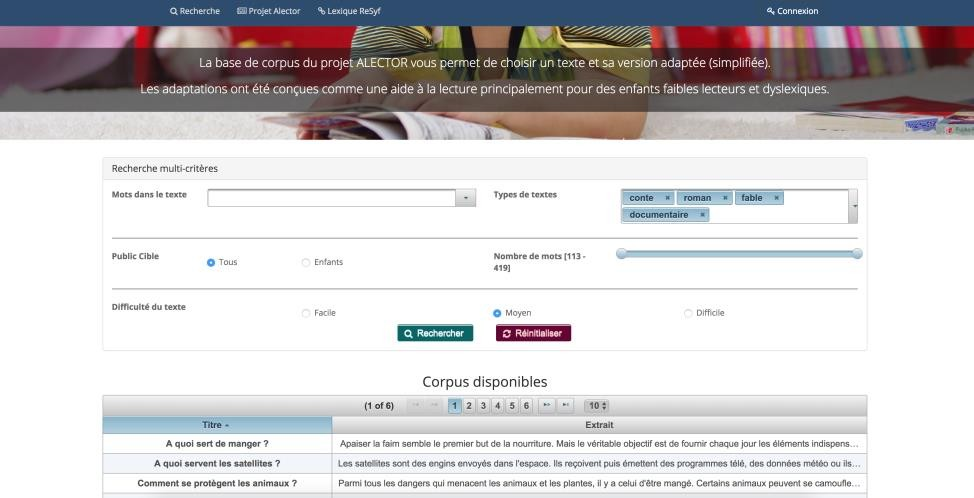 Recherche Projet Alector Lexique ReSyf Connexion
La base de corpus du projet ALECTOR vous permet de choisir un texte et sa version adaptée (simplifiée).
Les adaptations ont été conçues comme une aide à la lecture principalement pour des enfants faibles lecteurs et dyslexiques.
Recherche multi-critères
Mots dans le texte
Types de textes
conte × roman × fable ×
documentaire ×
Public Cible
Tous
Enfants
Nombre de mots [113 -
419]
Difficulté du texte
Facile
Moyen
Difficile
Rechercher
Réinitialiser
Corpus disponibles
(1 of 6) 1 2 3 4 5 6 10
Titre Extrait
A quoi sert de manger ? Apaiser la faim semble le premier but de la nourriture. Mais le véritable objectif est de fournir chaque jour les éléments indispens...
A quoi servent les satellites ? Les satellites sont des engins envoyés dans l'espace. Ils reçoivent puis émettent des programmes télé, des données météo ou ils...
Comment se protègent les animaux ? Parmi tous les dangers qui menacent les animaux et les plantes, il y a celui d'être mangé. Certains animaux peuvent se camoufle...